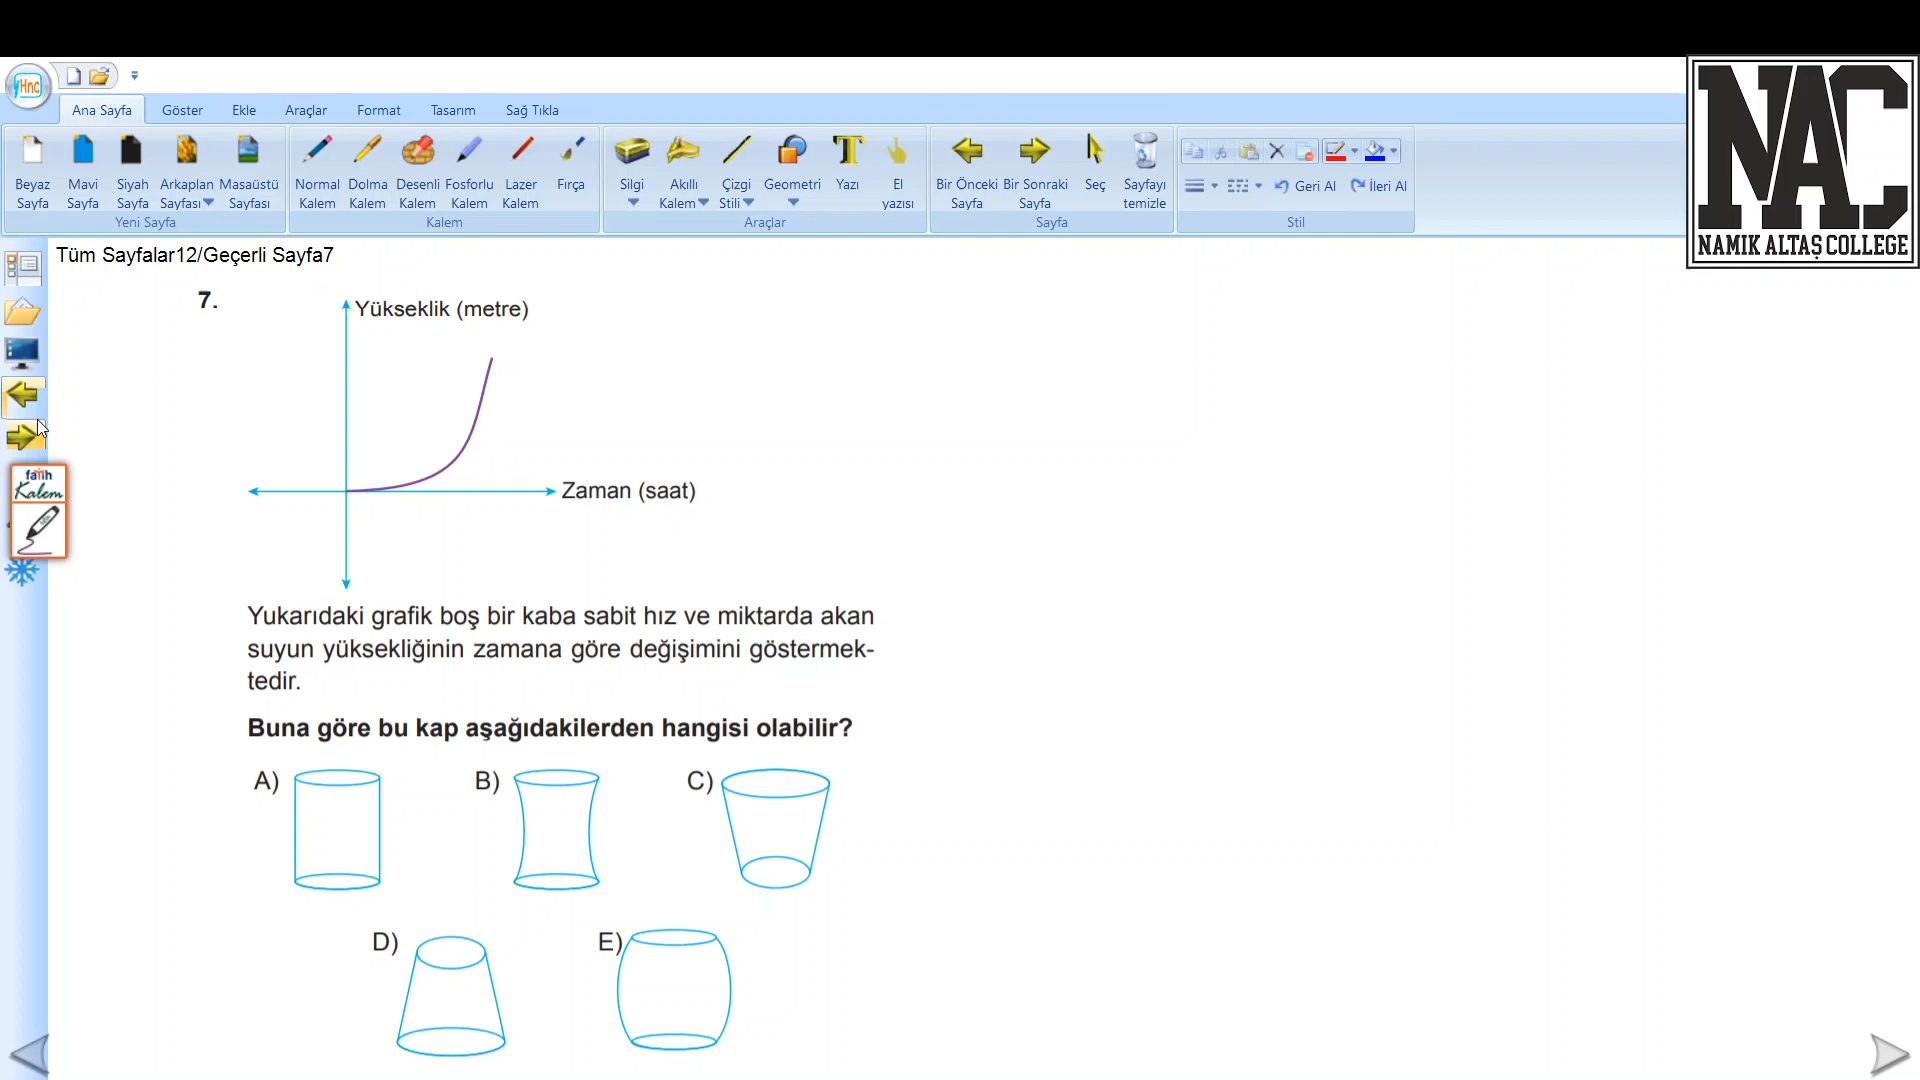 Hnc
Ana Sayfa Göster Ekle Araçlar Format Tasarım Sağ Tıkla
Beyaz Sayfa
Mavi Sayfa
Siyah Sayfa
Arkaplan Sayfası
Masaüstü Sayfası
Yeni Sayfa
Normal Kalem
Dolma Kalem
Desenli Kalem
Fosforlu Kalem
Lazer Kalem
Fırça
Kalem
Silgi
Akıllı Kalem
Çizgi Stili
Geometri
Yazı
El yazısı
Araçlar
Bir Önceki Sayfa
Bir Sonraki Sayfa
Seç
Sayfayı temizle
Sayfa
Geri Al
İleri Al
Stil
NAC
NAMIK ALTAŞ COLLEGE
Tüm Sayfalar12/Geçerli Sayfa7
fatih
Kalem
7.
Yükseklik (metre)
Zaman (saat)
Yukarıdaki grafik boş bir kaba sabit hız ve miktarda akan
suyun yüksekliğinin zamana göre değişimini göstermek-
tedir.
Buna göre bu kap aşağıdakilerden hangisi olabilir?
A) B) C)
D) E)